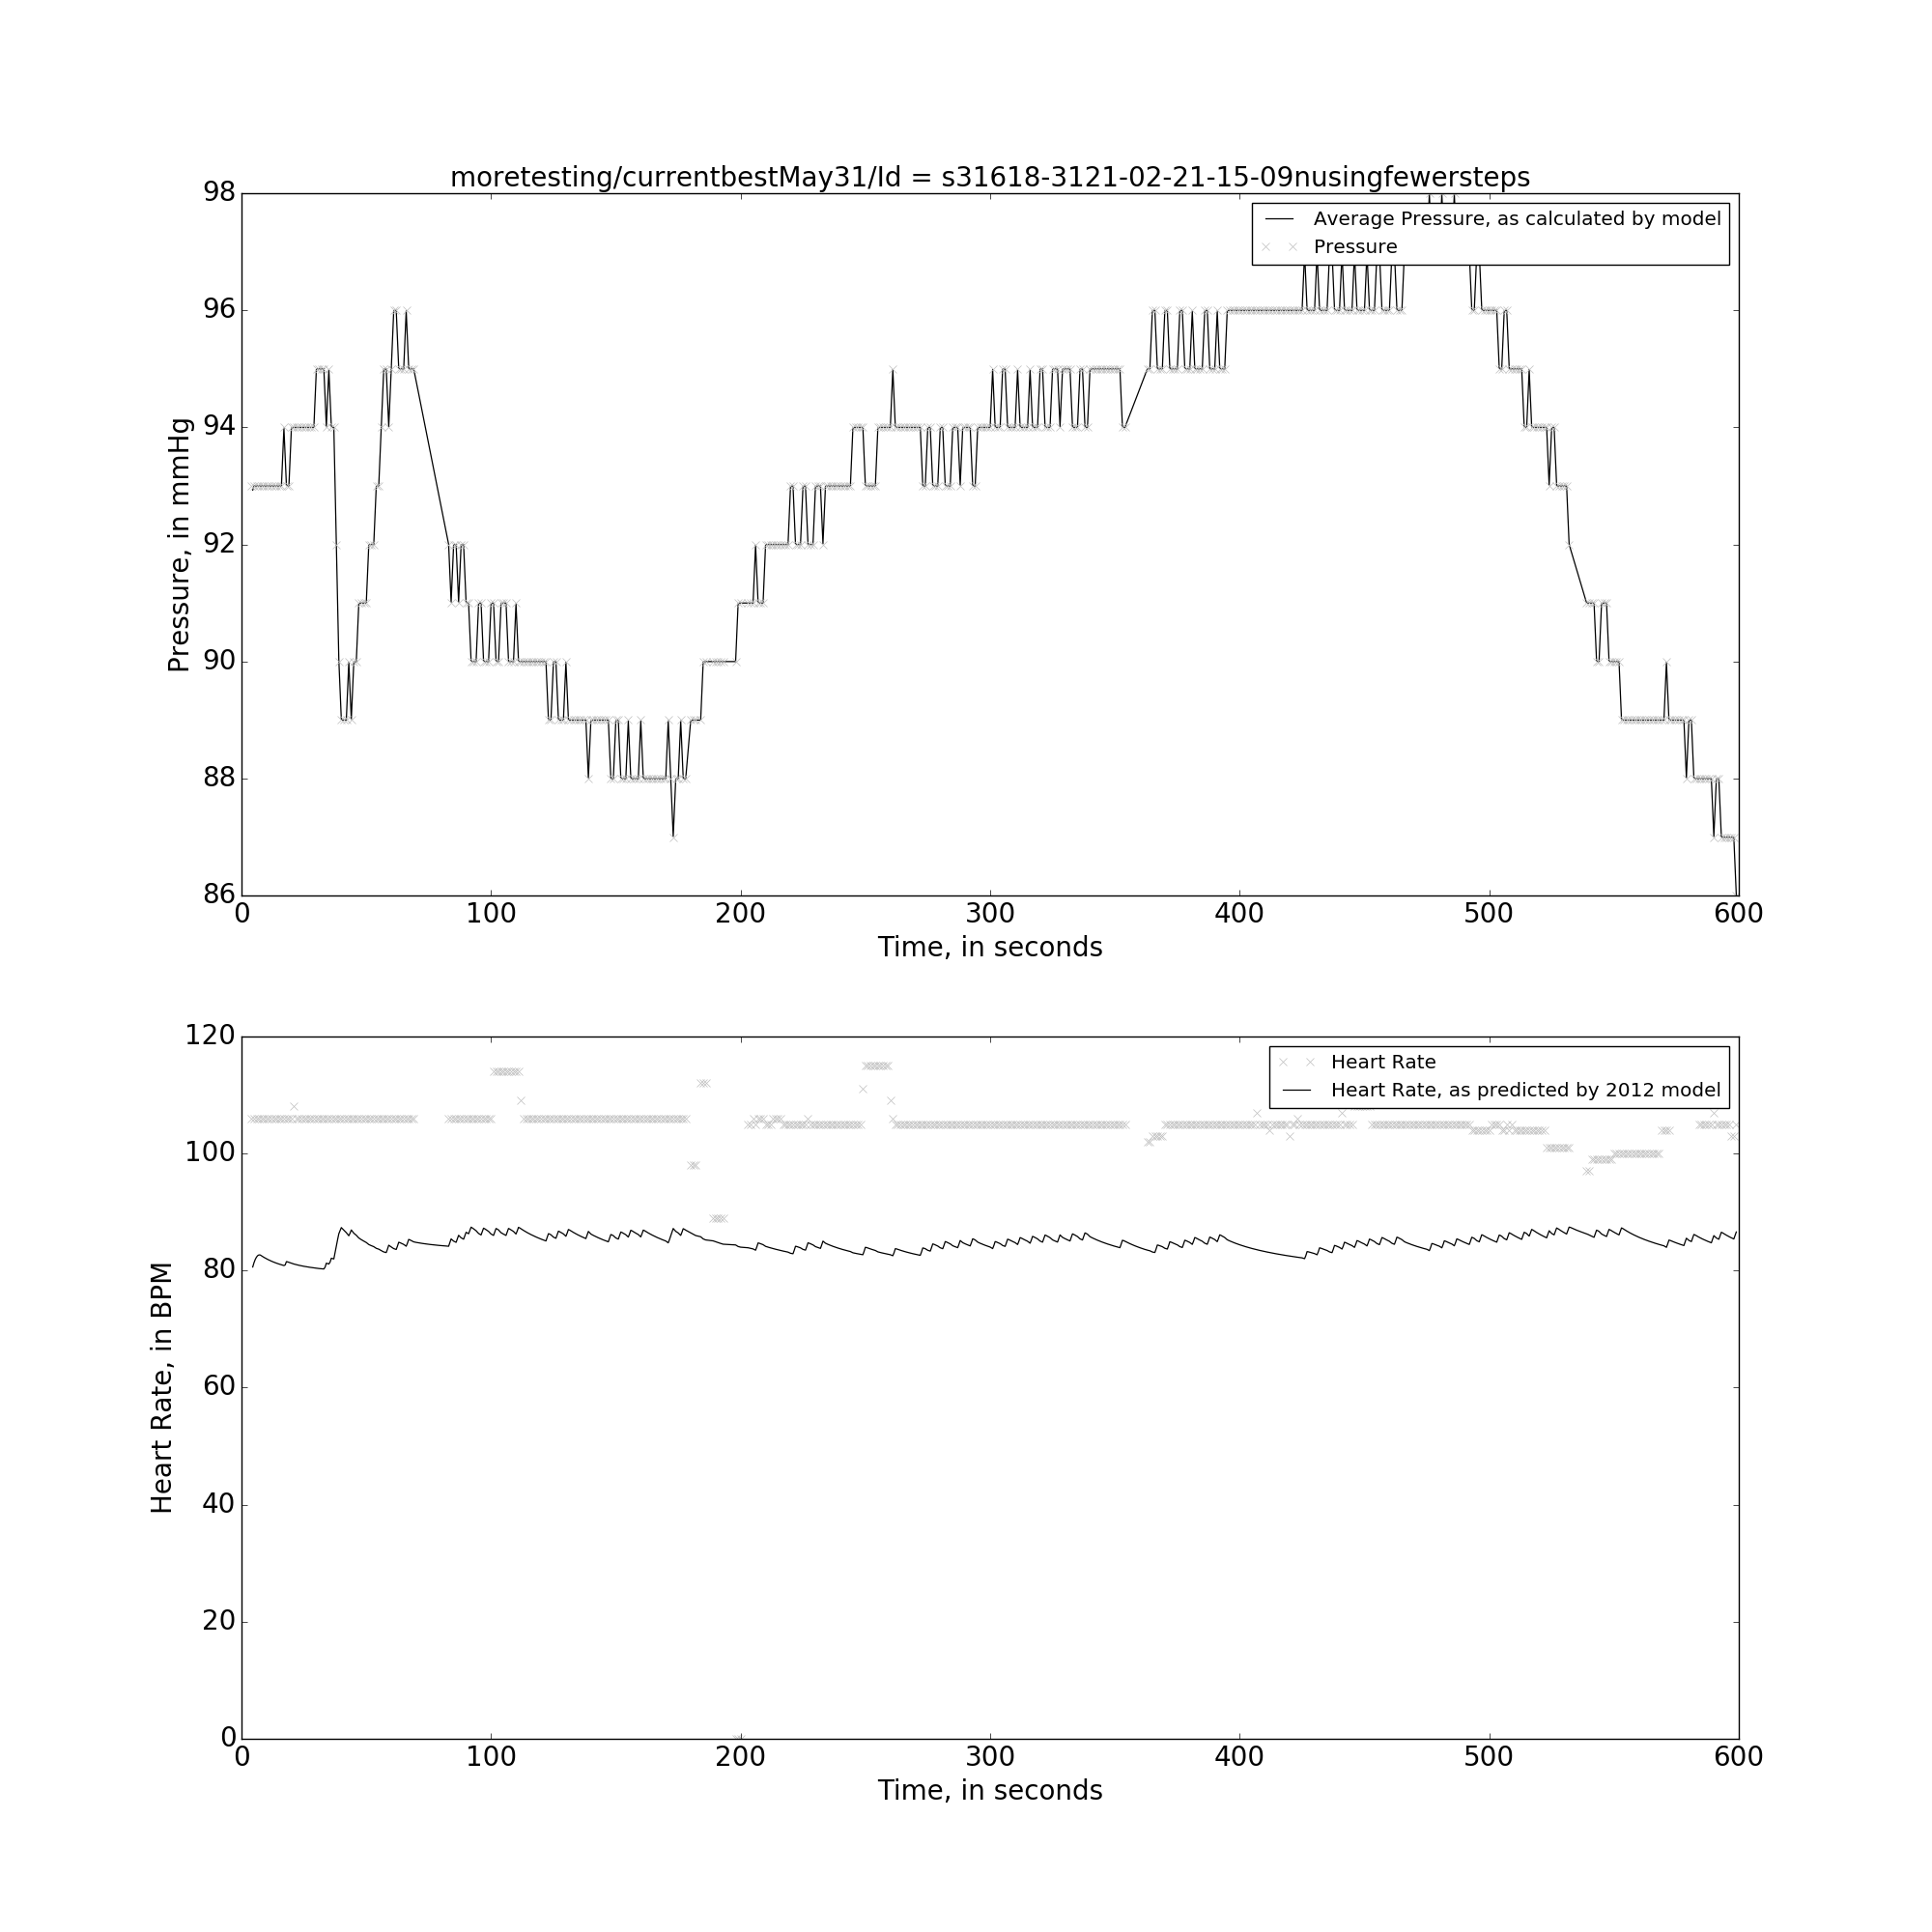 moretesting/currentbestMay31/Id = s31618-3121-02-21-15-09nusingfewersteps
98
96
94
92
90
88
86
Pressure, in mmHg
Average Pressure, as calculated by model
Pressure
0 100 200 300 400 500 600
Time, in seconds
120
100
80
60
40
20
0
Heart Rate, in BPM
Heart Rate
Heart Rate, as predicted by 2012 model
0 100 200 300 400 500 600
Time, in seconds